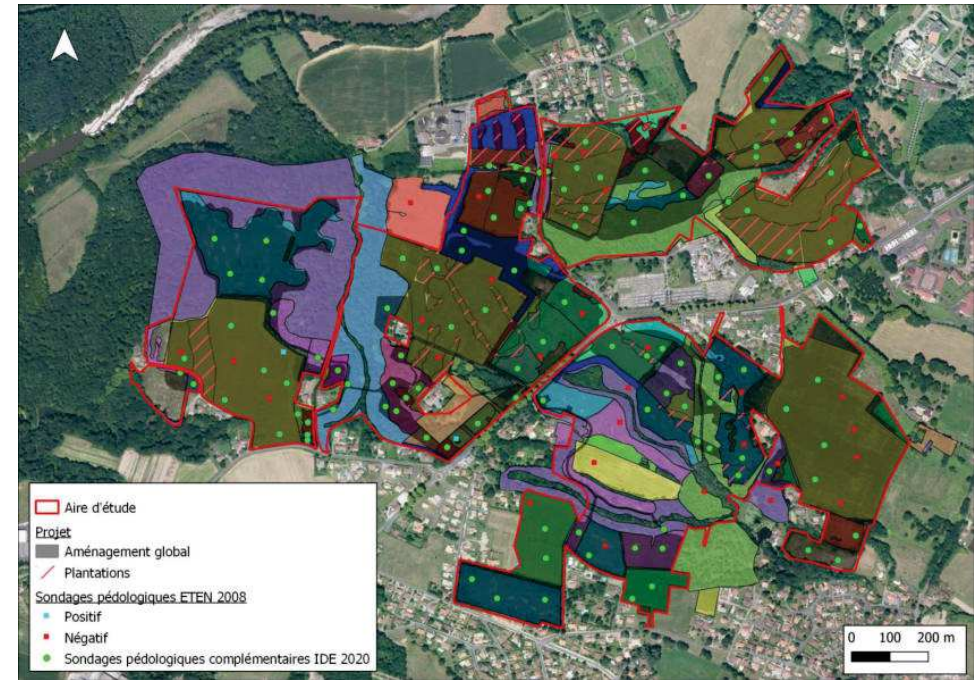 Aire d'étude
Projet
Aménagement global
Plantations
Sondages pédologiques ETEN 2008
Positif
Négatif
Sondages pédologiques complémentaires IDE 2020
0 100 200 m